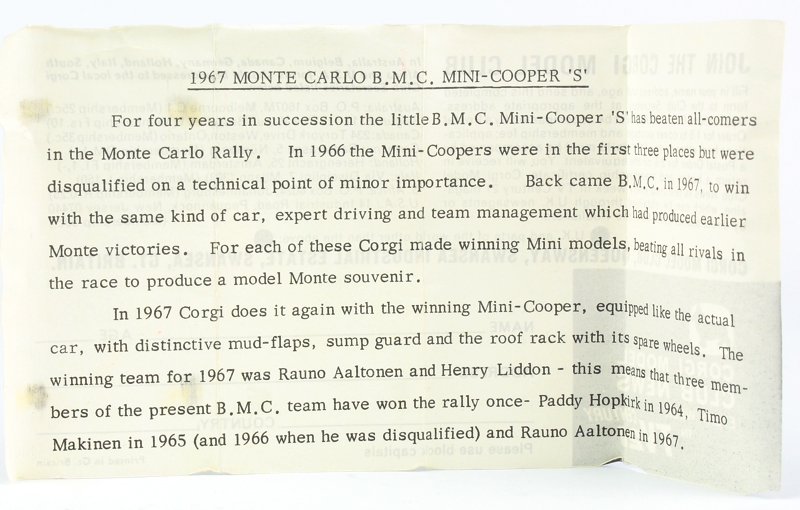 1967 MONTE CARLO B.M.C. MINI-COOPER 'S'
For four years in succession the little B.M.C. Mini-Cooper 'S' has beaten all-comers
in the Monte Carlo Rally. In 1966 the Mini-Coopers were in the first three places but were
disqualified on a technical point of minor importance. Back came B.M.C. in 1967, to win
with the same kind of car, expert driving and team management which had produced earlier
Monte victories. For each of these Corgi made winning Mini models, beating all rivals in
the race to produce a model Monte souvenir.
In 1967 Corgi does it again with the winning Mini-Cooper, equipped like the actual
car, with distinctive mud-flaps, sump guard and the roof rack with its spare wheels. The
winning team for 1967 was Rauno Aaltonen and Henry Liddon - this means that three mem-
bers of the present B.M.C. team have won the rally once- Paddy Hopkirk in 1964, Timo
Makinen in 1965 (and 1966 when he was disqualified) and Rauno Aaltonen in 1967.